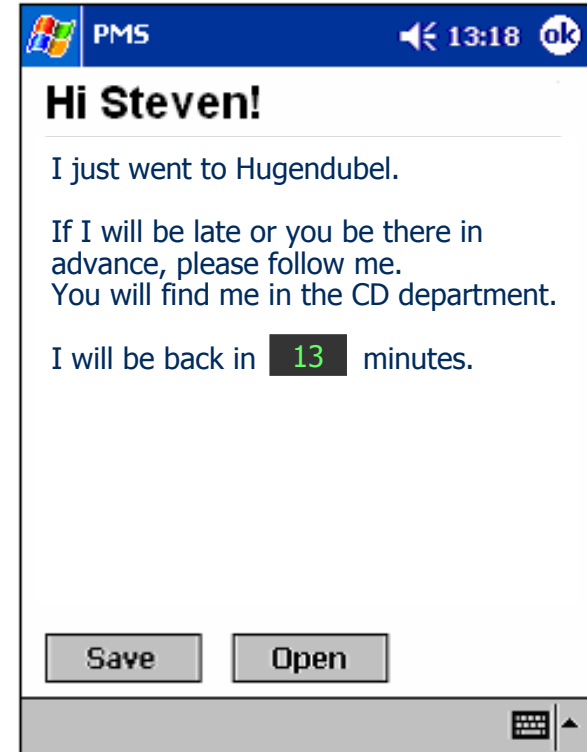 PMS 13:18 ok
Hi Steven!
I just went to Hugendubel.
If I will be late or you be there in
advance, please follow me.
You will find me in the CD department.
I will be back in 13 minutes.
Save Open